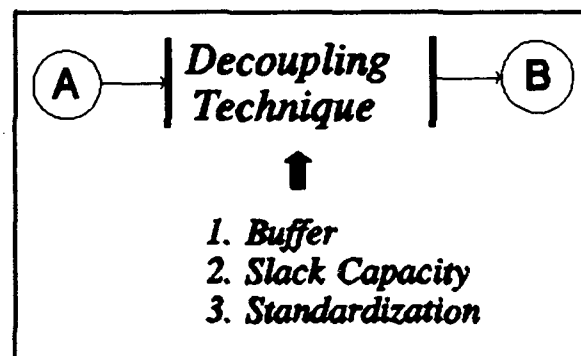 A
Decoupling
Technique
B
1. Buffer
2. Slack Capacity
3. Standardization